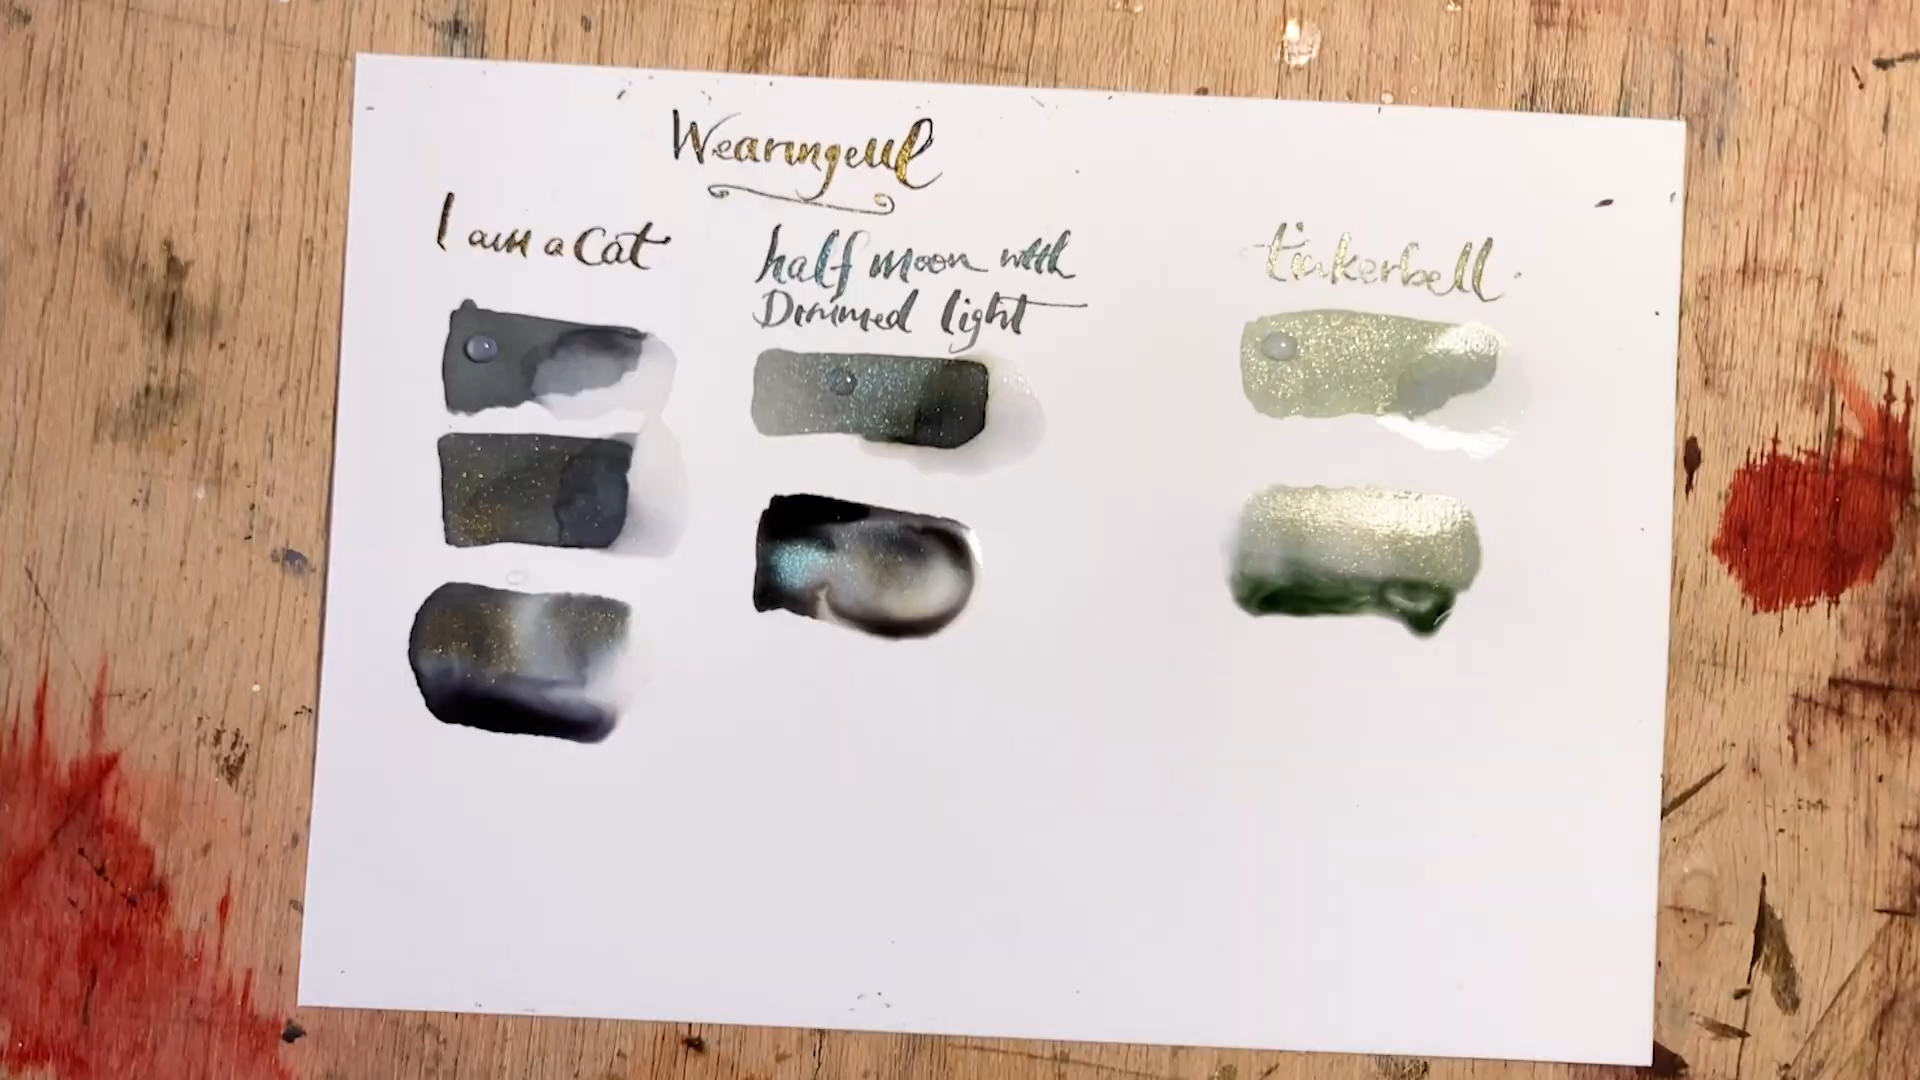 Wearingeul
I am a Cat
half moon with
Dimmed light
tinkerbell.